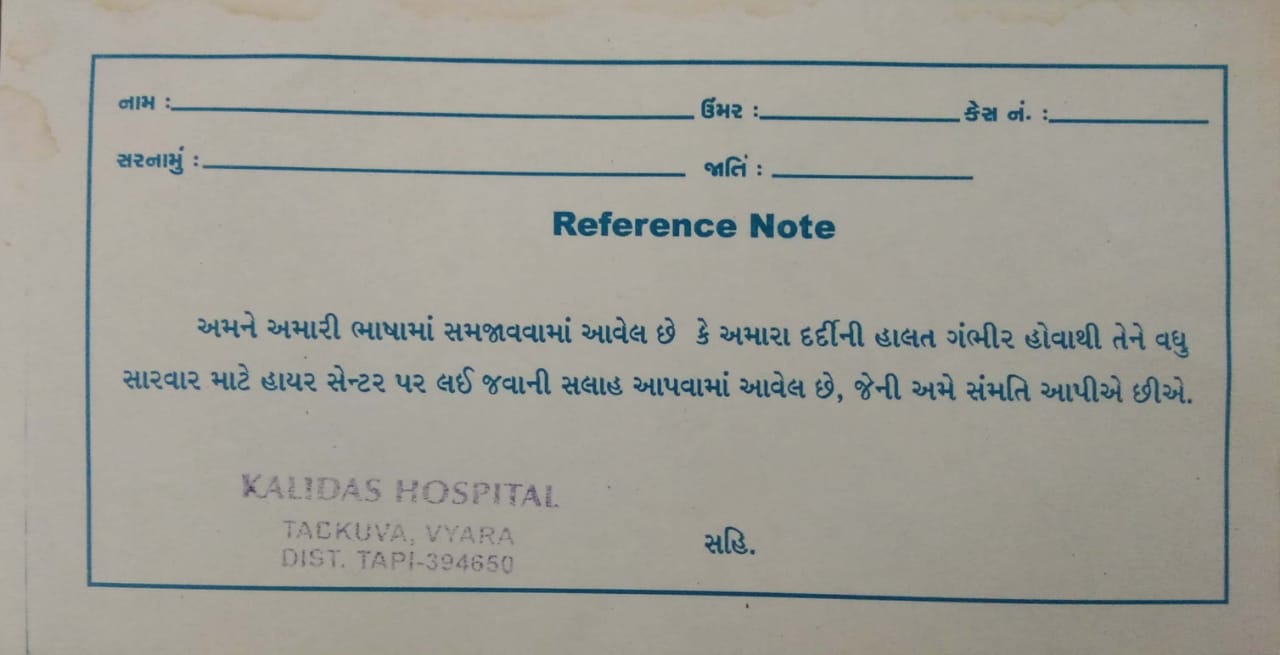 નામ : ઉંમર : કેસ નં. :
સરનામું : જાતિં :
Reference Note
અમને અમારી ભાષામાં સમજાવવામાં આવેલ છે કે અમારા દર્દીની હાલત ગંભીર હોવાથી તેને વધુ
સારવાર માટે હાયર સેન્ટર પર લઈ જવાની સલાહ આપવામાં આવેલ છે, જેની અમે સંમતિ આપીએ છીએ.
KALIDAS HOSPITAL
TADKUVA, VYARA
DIST. TAPI-394650
સહિ.